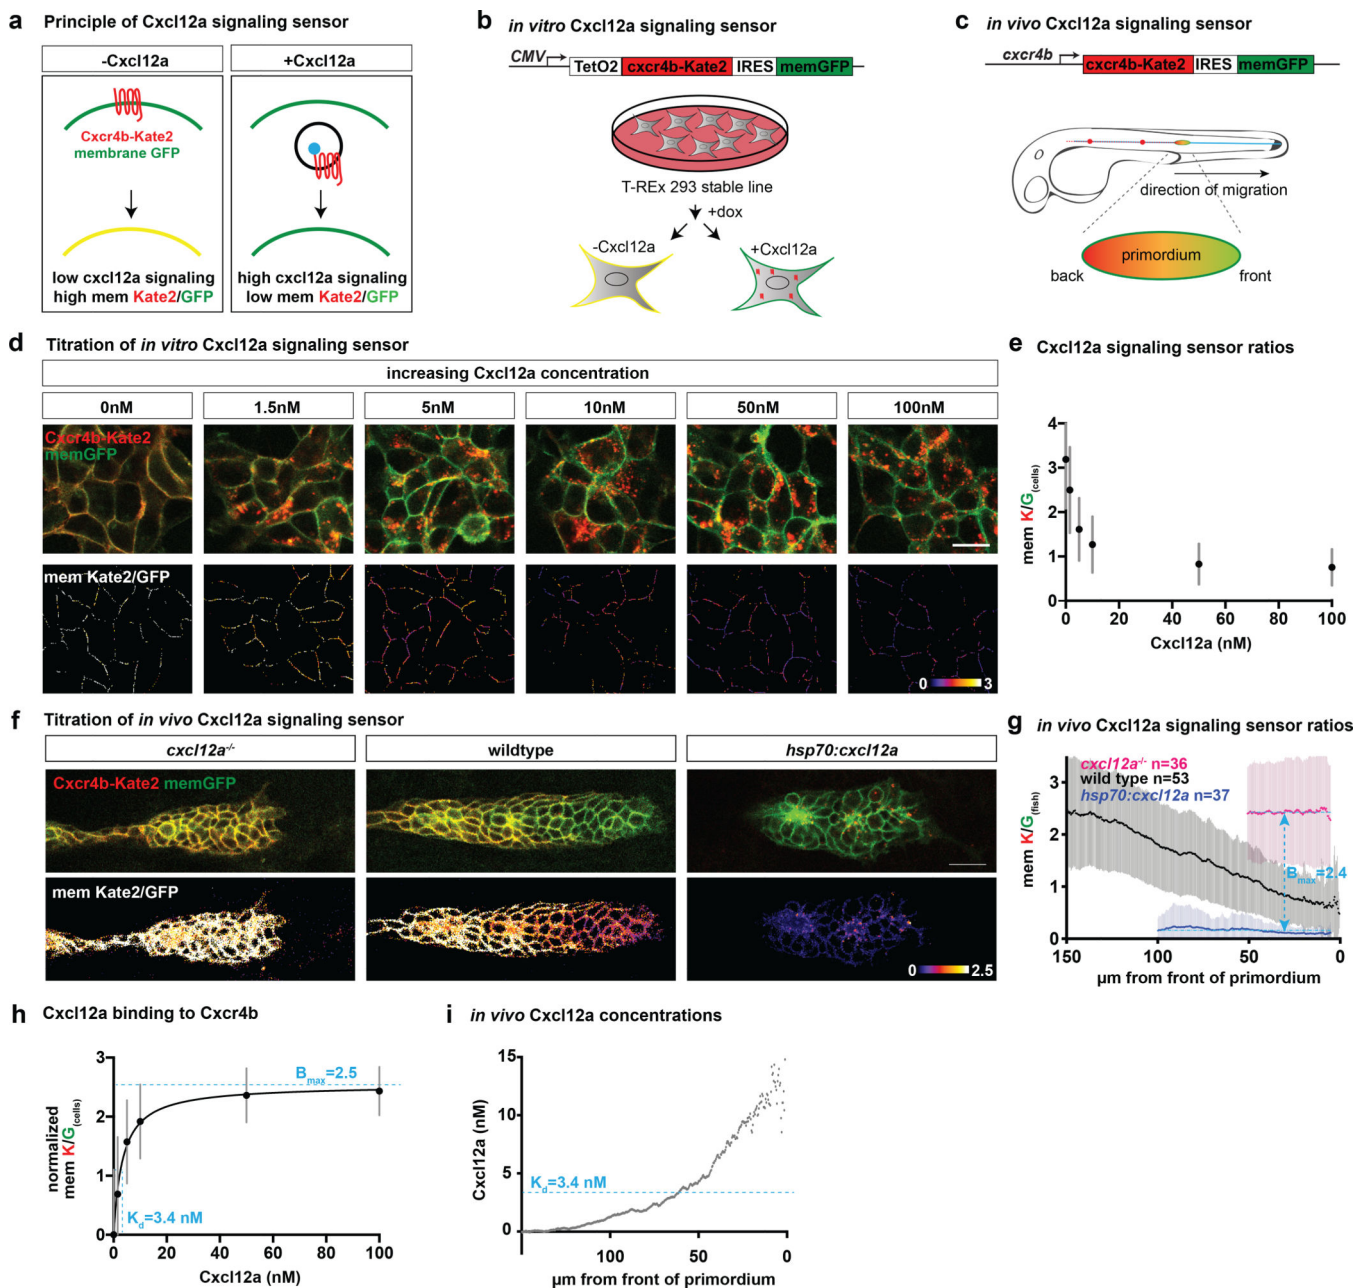 a Principle of Cxcl12a signaling sensor
-Cxcl12a
+Cxcl12a
Cxcr4b-Kate2
membrane GFP
low cxcl12a signaling
high mem Kate2/GFP
high cxcl12a signaling
low mem Kate2/GFP
b in vitro Cxcl12a signaling sensor
CMV
TetO2 cxcr4b-Kate2 IRES memGFP
T-REx 293 stable line
+dox
-Cxcl12a
+Cxcl12a
c in vivo Cxcl12a signaling sensor
cxcr4b
cxcr4b-Kate2 IRES memGFP
direction of migration
primordium
back
front
d Titration of in vitro Cxcl12a signaling sensor
increasing Cxcl12a concentration
0nM 1.5nM 5nM 10nM 50nM 100nM
Cxcr4b-Kate2
memGFP
mem Kate2/GFP
0 3
e Cxcl12a signaling sensor ratios
mem K/G(cells)
4
3
2
1
0
0 20 40 60 80 100
Cxcl12a (nM)
f Titration of in vivo Cxcl12a signaling sensor
cxcl12a-/-
wildtype
hsp70:cxcl12a
Cxcr4b-Kate2 memGFP
mem Kate2/GFP
0 2.5
g in vivo Cxcl12a signaling sensor ratios
cxcl12a-/- n=36
wild type n=53
hsp70:cxcl12a n=37
mem K/G(fish)
3
2
1
0
Bmax=2.4
150 100 50 0
µm from front of primordium
h Cxcl12a binding to Cxcr4b
normalized
mem K/G(cells)
3
2
1
0
Bmax=2.5
Kd=3.4 nM
0 20 40 60 80 100
Cxcl12a (nM)
i in vivo Cxcl12a concentrations
Cxcl12a (nM)
15
10
5
0
Kd=3.4 nM
100 50 0
µm from front of primordium